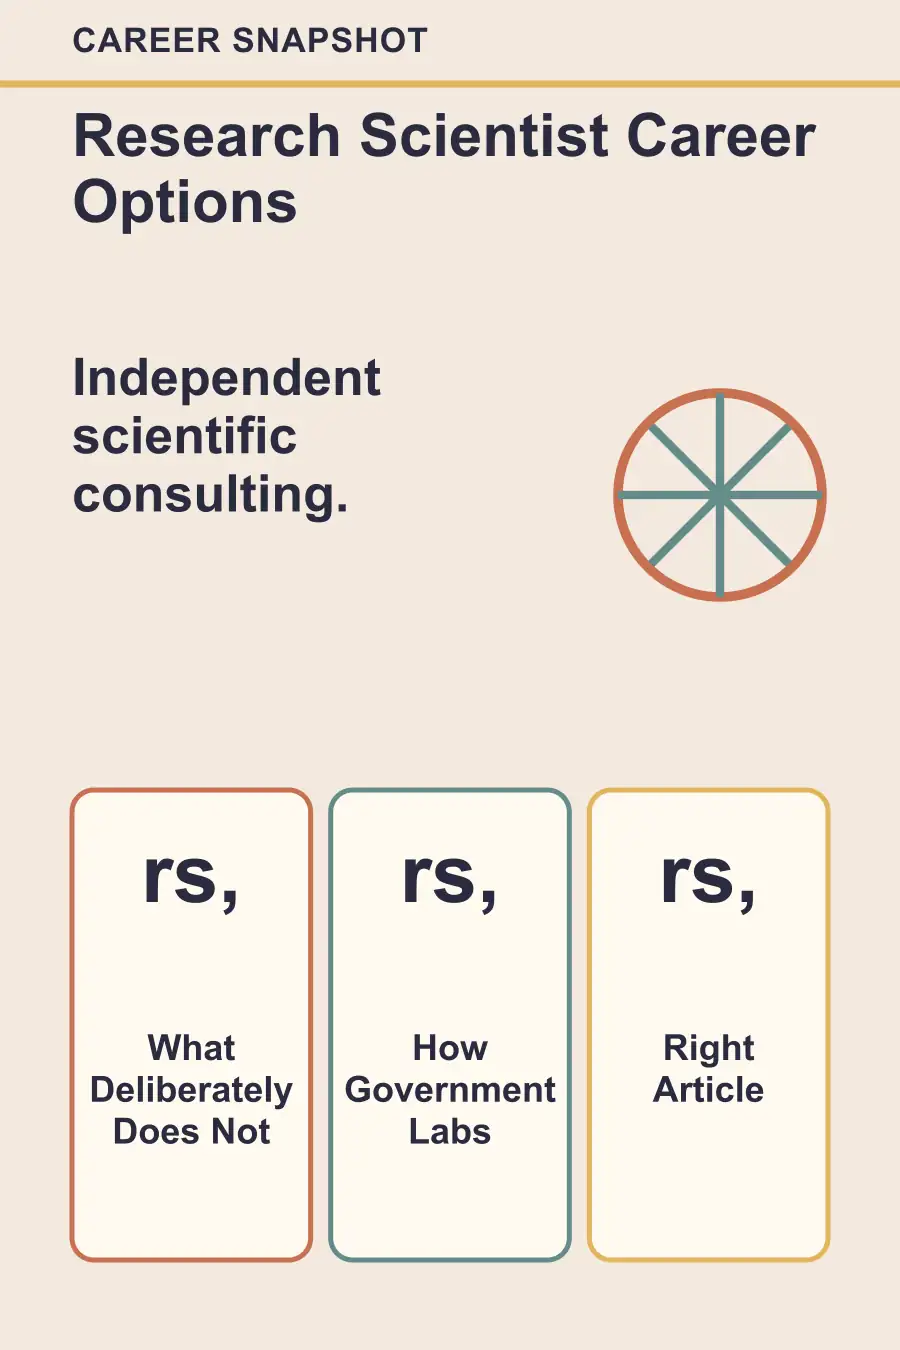 CAREER SNAPSHOT
Research Scientist Career
Options
Independent
scientific
consulting.
rs,
What
Deliberately
Does Not
rs,
How
Government
Labs
rs,
Right
Article